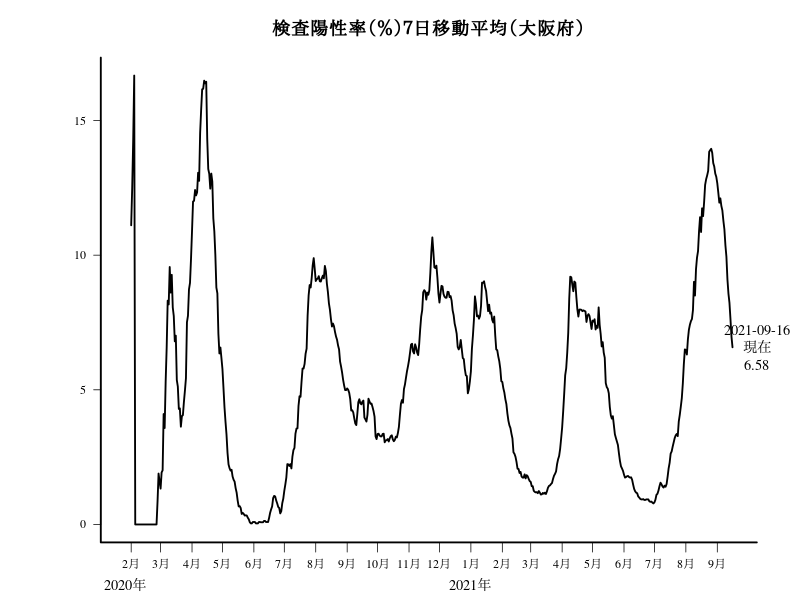 検査陽性率(%)7日移動平均(大阪府)
15
10
5
0
2021-09-16
現在
6.58
2月 3月 4月 5月 6月 7月 8月 9月 10月 11月 12月 1月 2月 3月 4月 5月 6月 7月 8月 9月
2020年 2021年